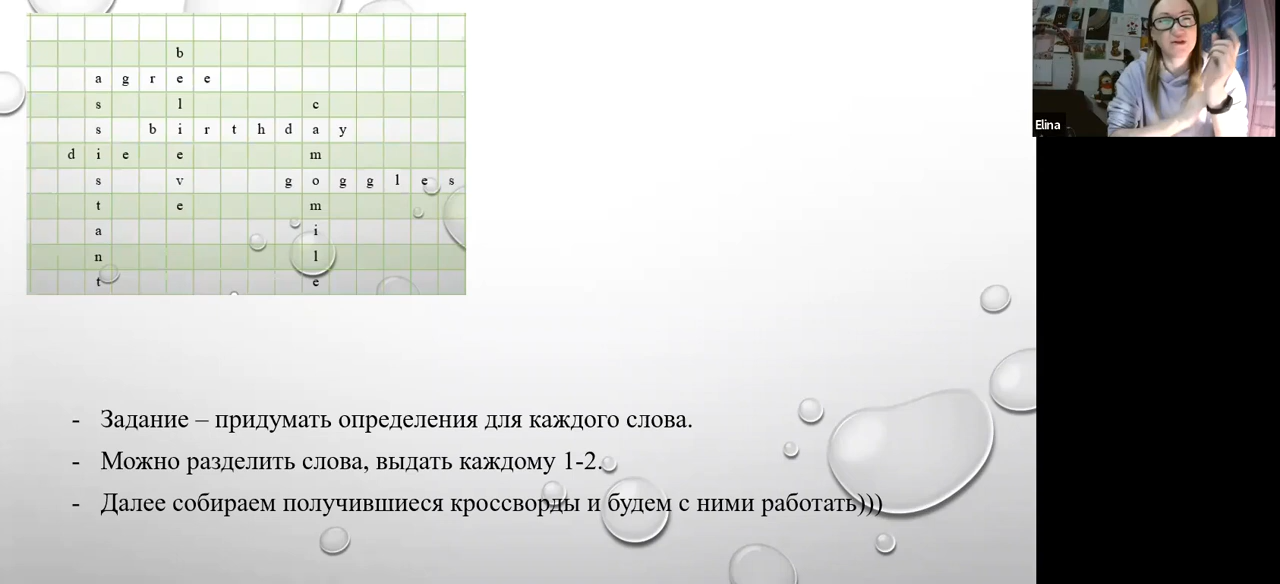 b
a g r e e
s l c
s b i r t h d a y
d i e e m
s v g o g g l e s
t e m
a i
n l
t e
Elina
- Задание – придумать определения для каждого слова.
- Можно разделить слова, выдать каждому 1-2.
- Далее собираем получившиеся кроссворды и будем с ними работать)))